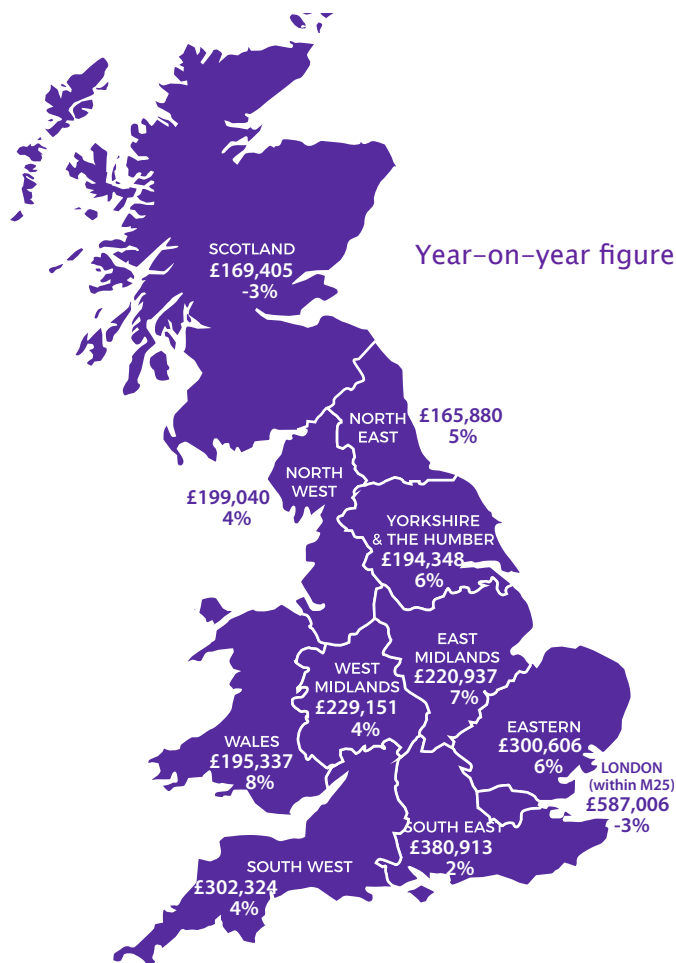 SCOTLAND
£169,405
-3%
Year-on-year figure
NORTH
EAST
£165,880
5%
NORTH
WEST
£199,040
4%
YORKSHIRE
& THE HUMBER
£194,348
6%
EAST
MIDLANDS
£220,937
7%
WEST
MIDLANDS
£229,151
4%
EASTERN
£300,606
6%
WALES
£195,337
8%
LONDON
(within M25)
£587,006
-3%
SOUTH EAST
£380,913
2%
SOUTH WEST
£302,324
4%